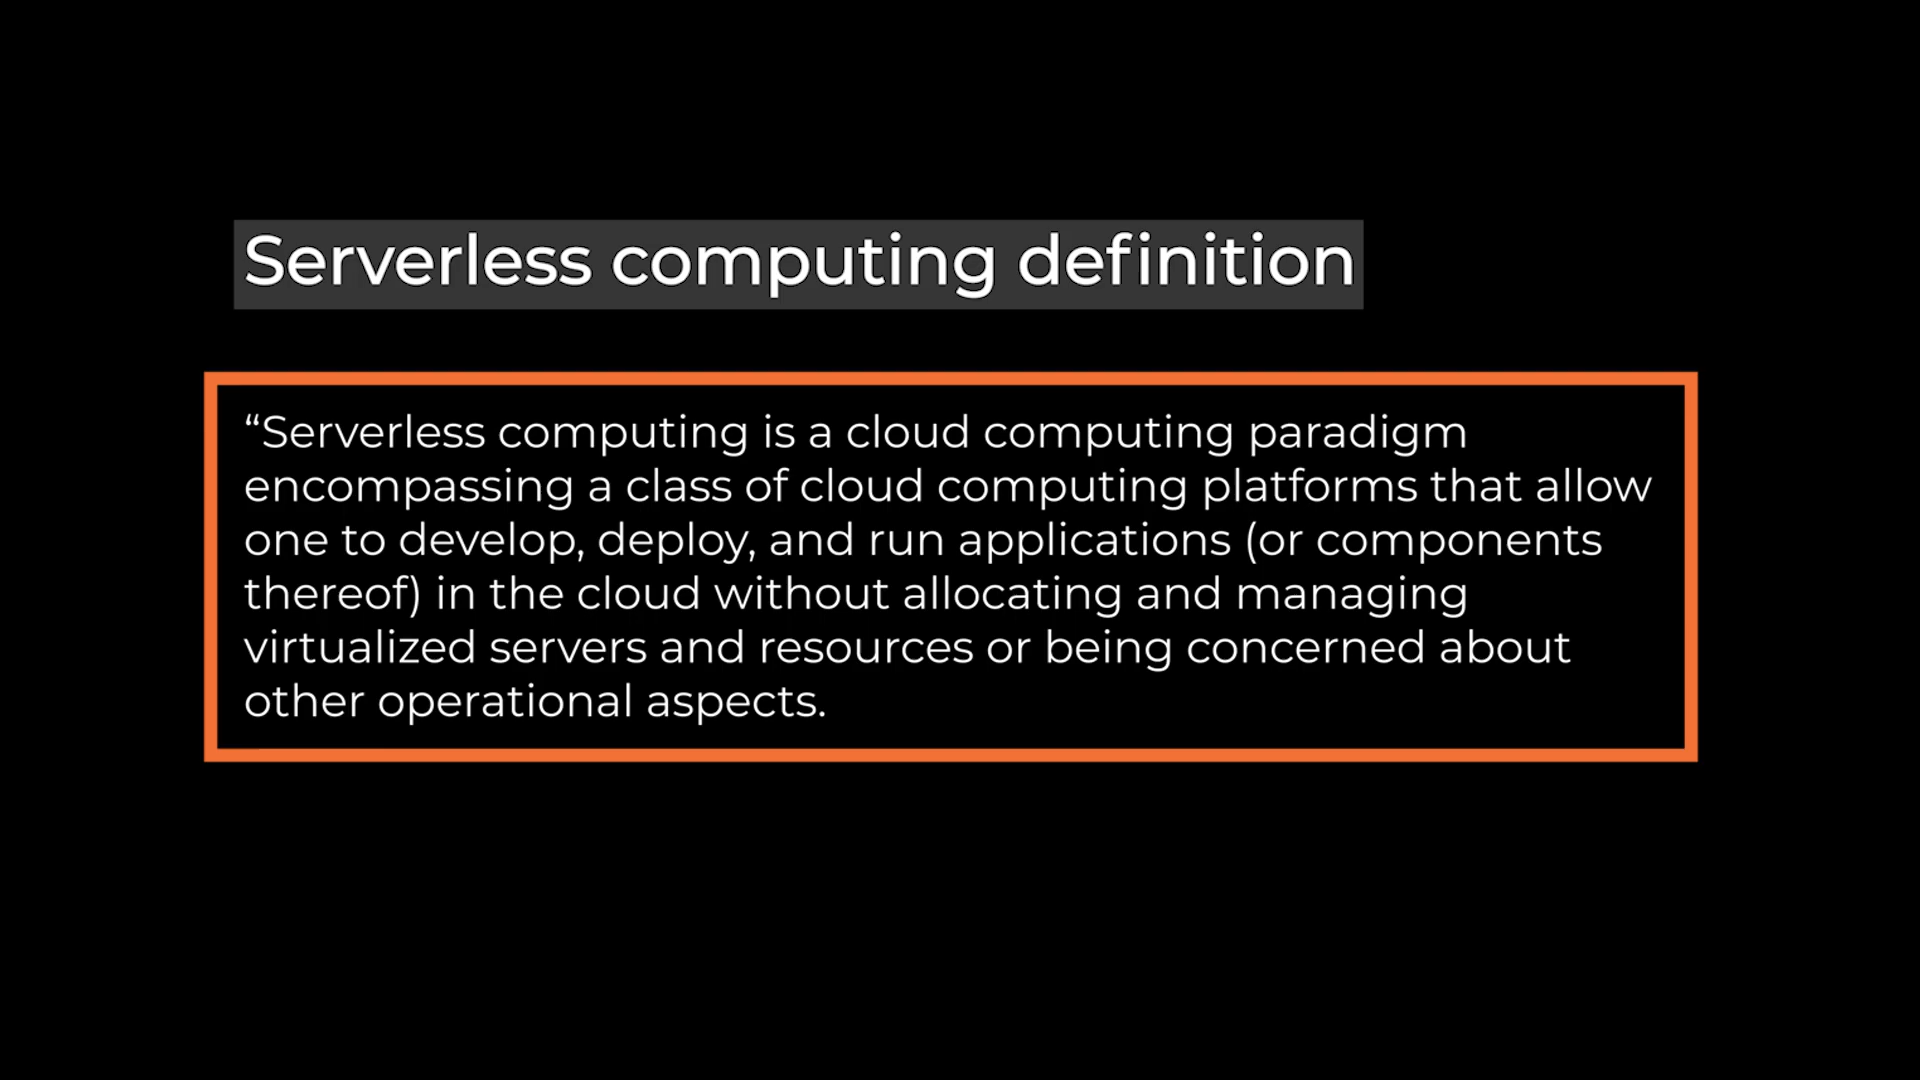 Serverless computing definition
“Serverless computing is a cloud computing paradigm
encompassing a class of cloud computing platforms that allow
one to develop, deploy, and run applications (or components
thereof) in the cloud without allocating and managing
virtualized servers and resources or being concerned about
other operational aspects.